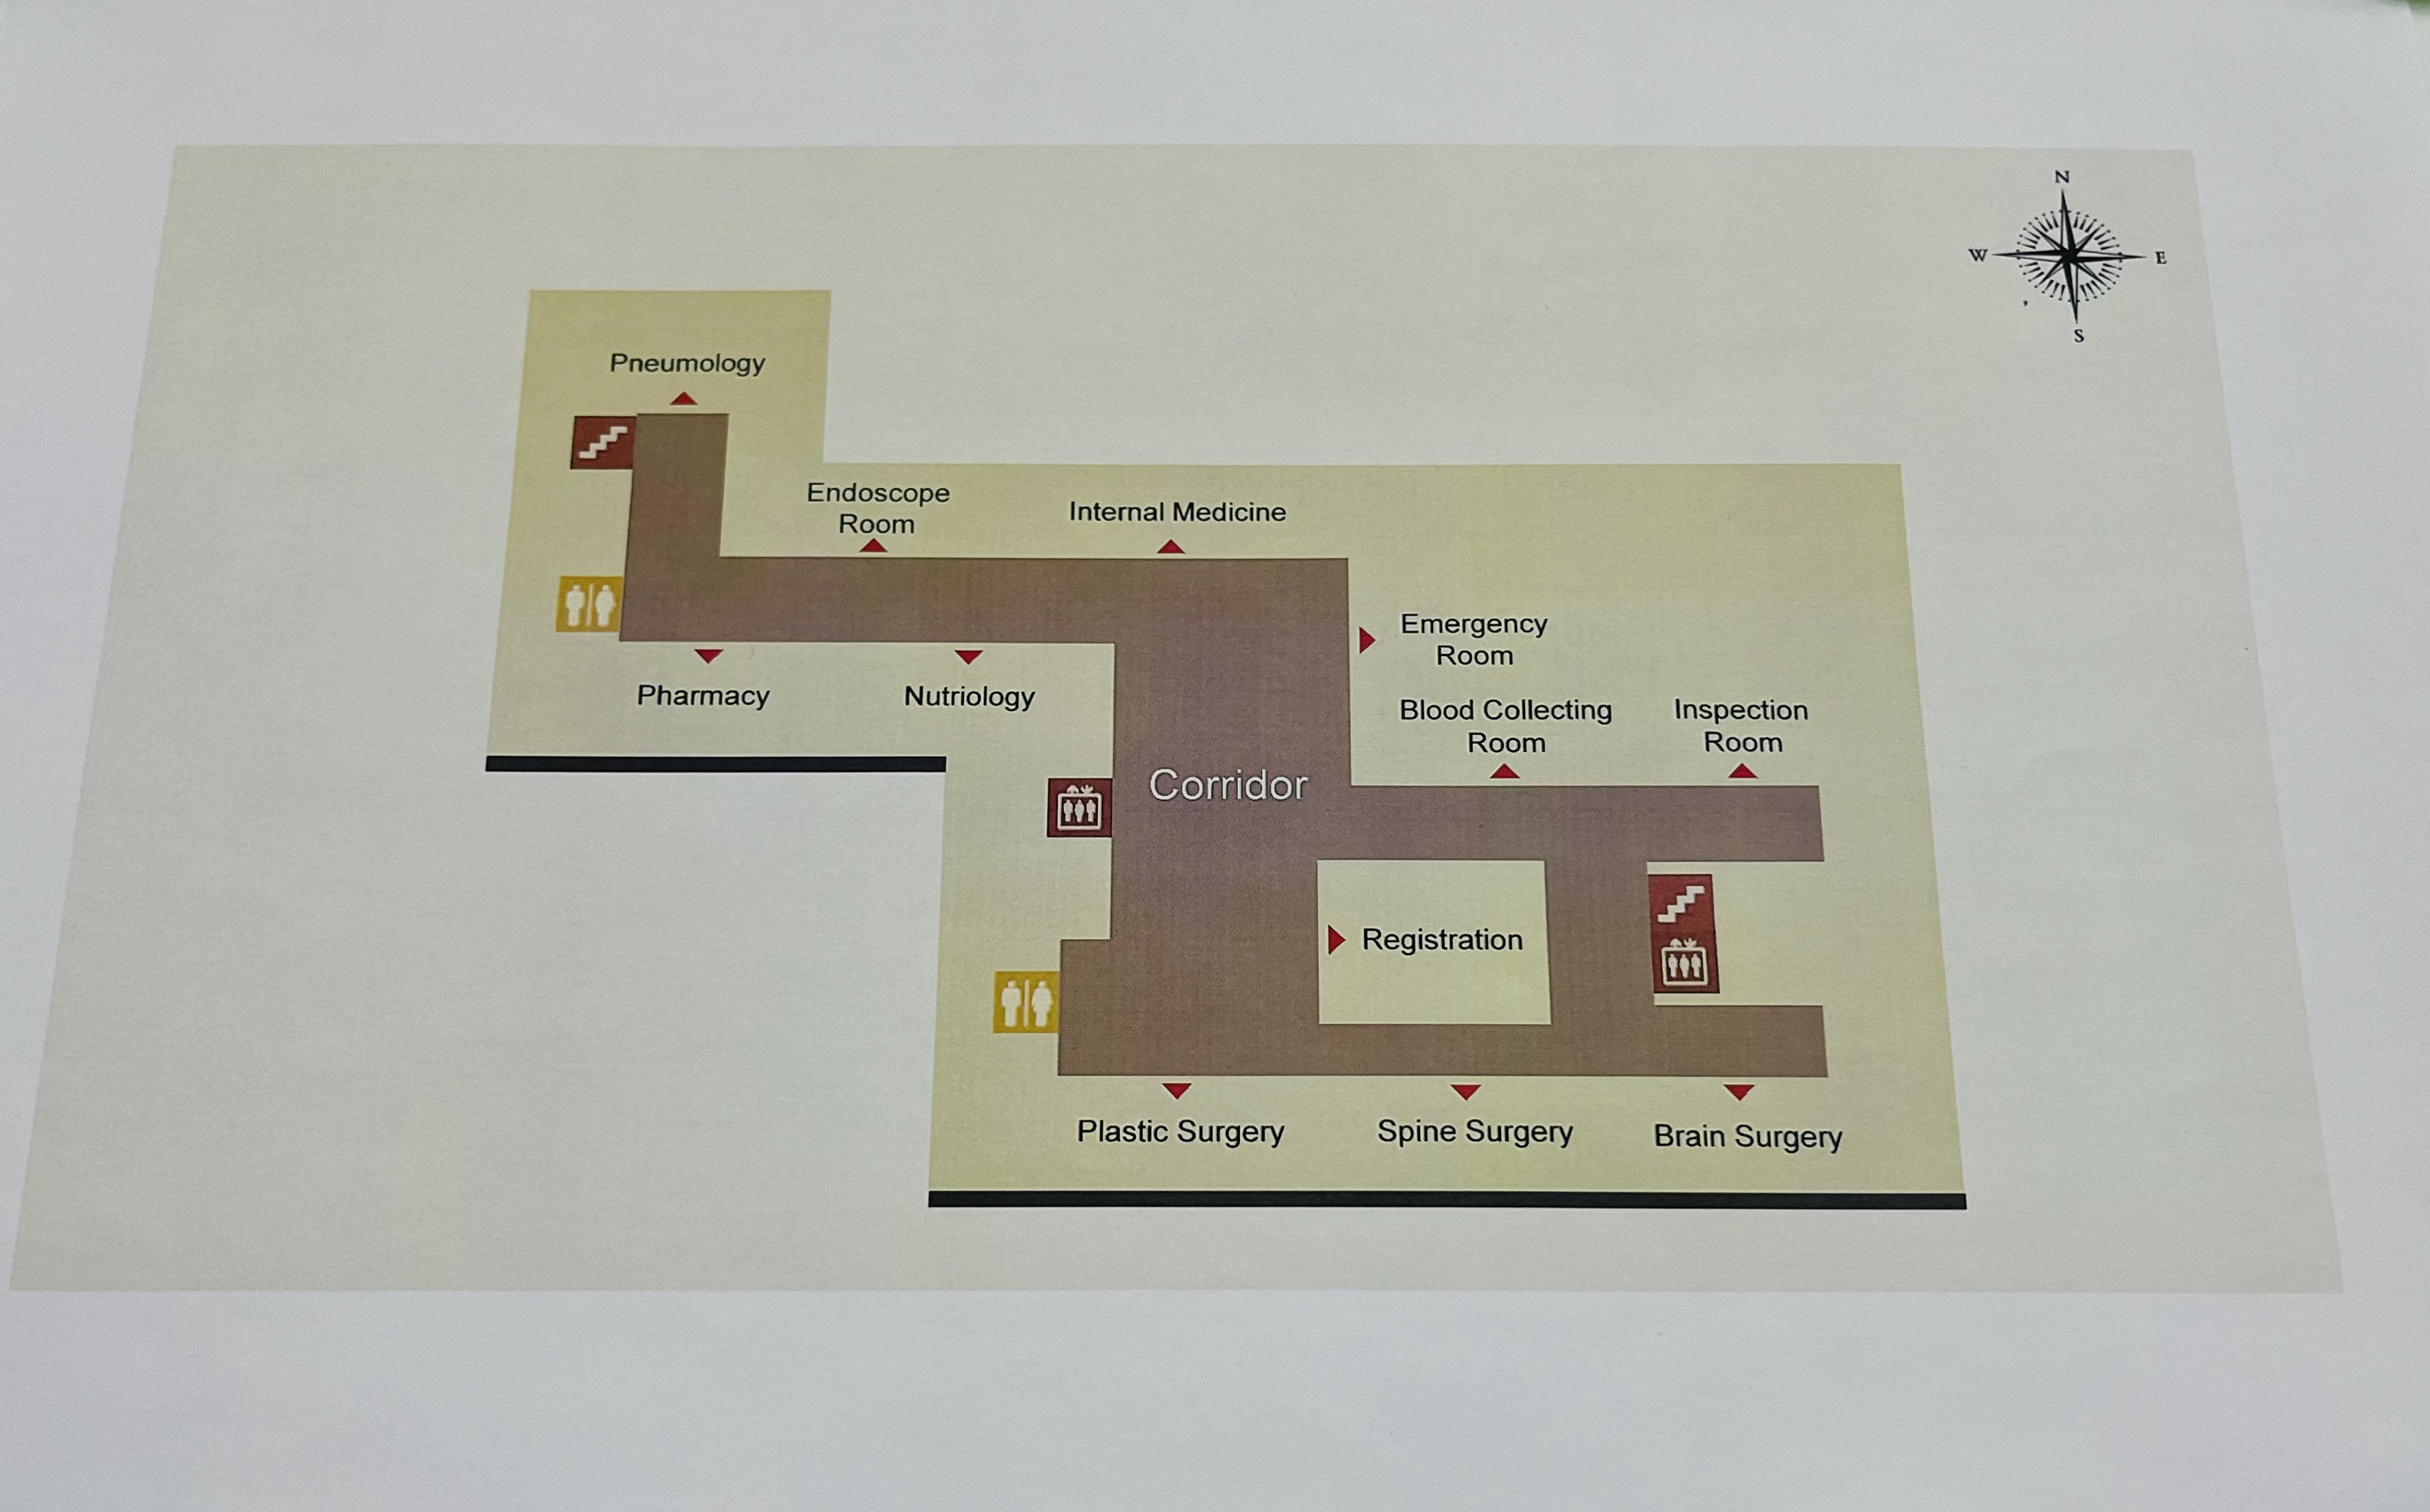 N
W
E
S
Pneumology
Endoscope
Room
Internal Medicine
Emergency
Room
Pharmacy
Nutriology
Blood Collecting
Room
Inspection
Room
Corridor
Registration
Plastic Surgery
Spine Surgery
Brain Surgery